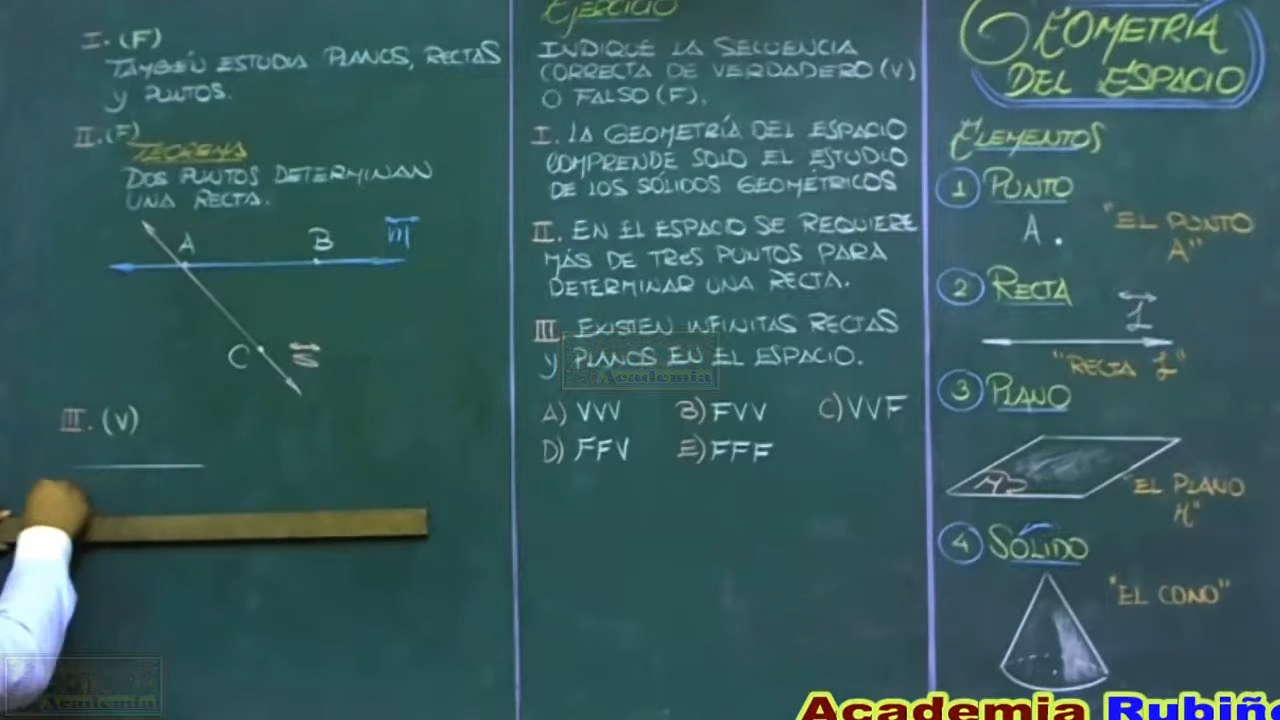 I. (F)
TAMBIÉN ESTUDIA PLANOS, RECTAS
Y PUNTOS.
II. (F)
TEOREMA
DOS PUNTOS DETERMINAN
UNA RECTA.
A
B
m
C
S
III. (V)
EJERCICIO
INDIQUE LA SECUENCIA
CORRECTA DE VERDADERO (V)
O FALSO (F).
I. LA GEOMETRÍA DEL ESPACIO
COMPRENDE SOLO EL ESTUDIO
DE LOS SÓLIDOS GEOMÉTRICOS
II. EN EL ESPACIO SE REQUIERE
MÁS DE TRES PUNTOS PARA
DETERMINAR UNA RECTA.
III. EXISTEN INFINITAS RECTAS
Y PLANOS EN EL ESPACIO.
A) VVV B) FVV C) VVF
D) FFV E) FFF
GEOMETRÍA
DEL ESPACIO
ELEMENTOS
1 PUNTO
A . "EL PUNTO
A"
2 RECTA
L
"RECTA L"
3 PLANO
M
"EL PLANO
M"
4 SÓLIDO
"EL CONO"
Academia
Academia
Academia Rubiñ